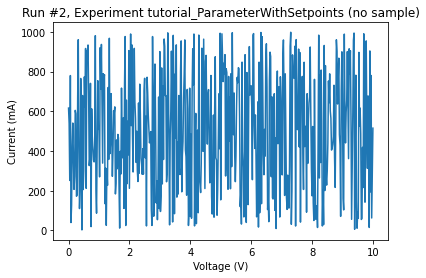 Run #2, Experiment tutorial_ParameterWithSetpoints (no sample)
1000
800
600
400
200
0
Current (mA)
0 2 4 6 8 10
Voltage (V)